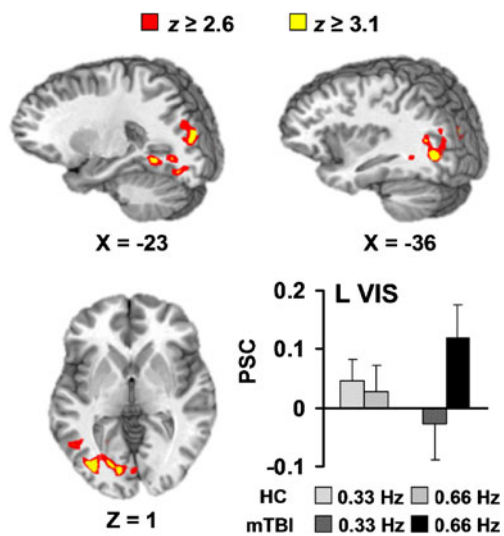 z ≥ 2.6 z ≥ 3.1
X = -23 X = -36
L VIS
0.2
0.1
0
-0.1
PSC
Z = 1
HC 0.33 Hz 0.66 Hz
mTBI 0.33 Hz 0.66 Hz